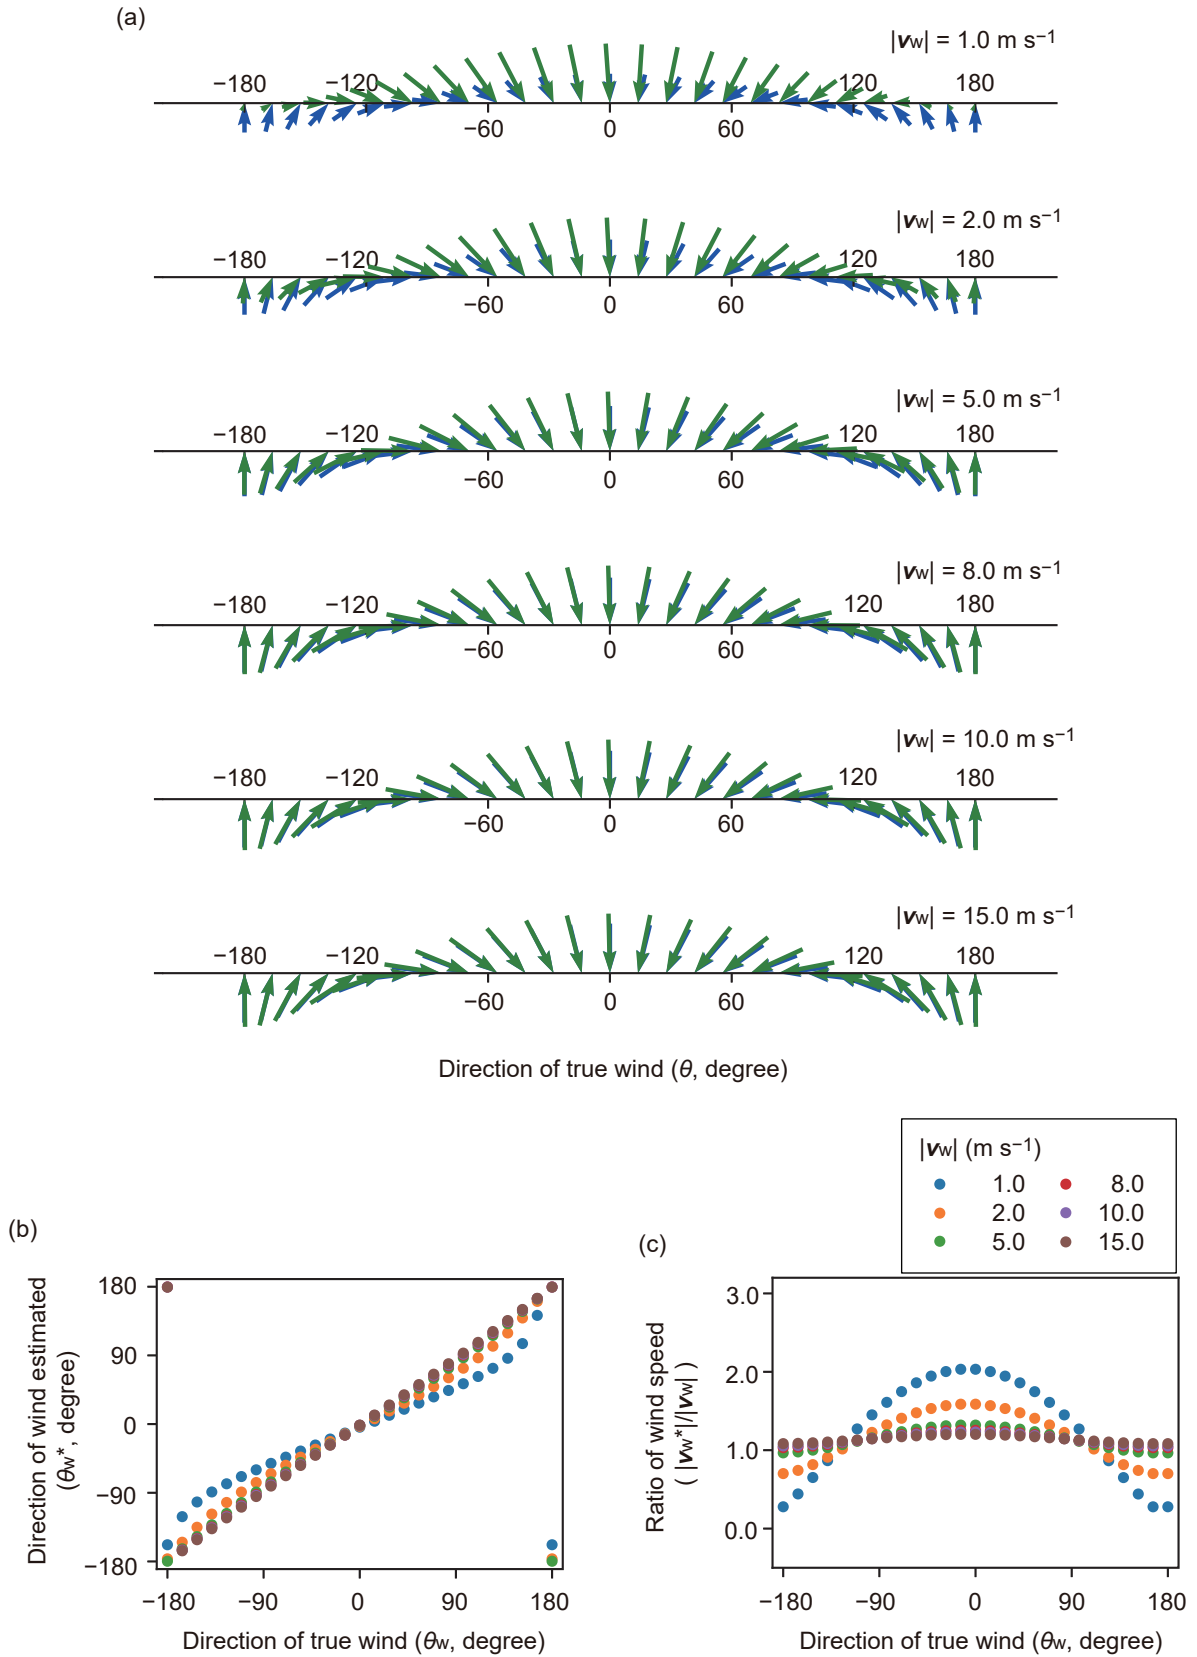 (a)
|vw| = 1.0 m s−1
−180 −120 120 180
−60 0 60
|vw| = 2.0 m s−1
−180 −120 120 180
−60 0 60
|vw| = 5.0 m s−1
−180 −120 120 180
−60 0 60
|vw| = 8.0 m s−1
−180 −120 120 180
−60 0 60
|vw| = 10.0 m s−1
−180 −120 120 180
−60 0 60
|vw| = 15.0 m s−1
−180 −120 120 180
−60 0 60
Direction of true wind (θ, degree)
|vw| (m s−1)
1.0 8.0
2.0 10.0
5.0 15.0
(b)
Direction of wind estimated
(θw*, degree)
180
90
0
−90
−180
−180 −90 0 90 180
Direction of true wind (θw, degree)
(c)
Ratio of wind speed
( |vw*|/|vw| )
3.0
2.0
1.0
0.0
−180 −90 0 90 180
Direction of true wind (θw, degree)